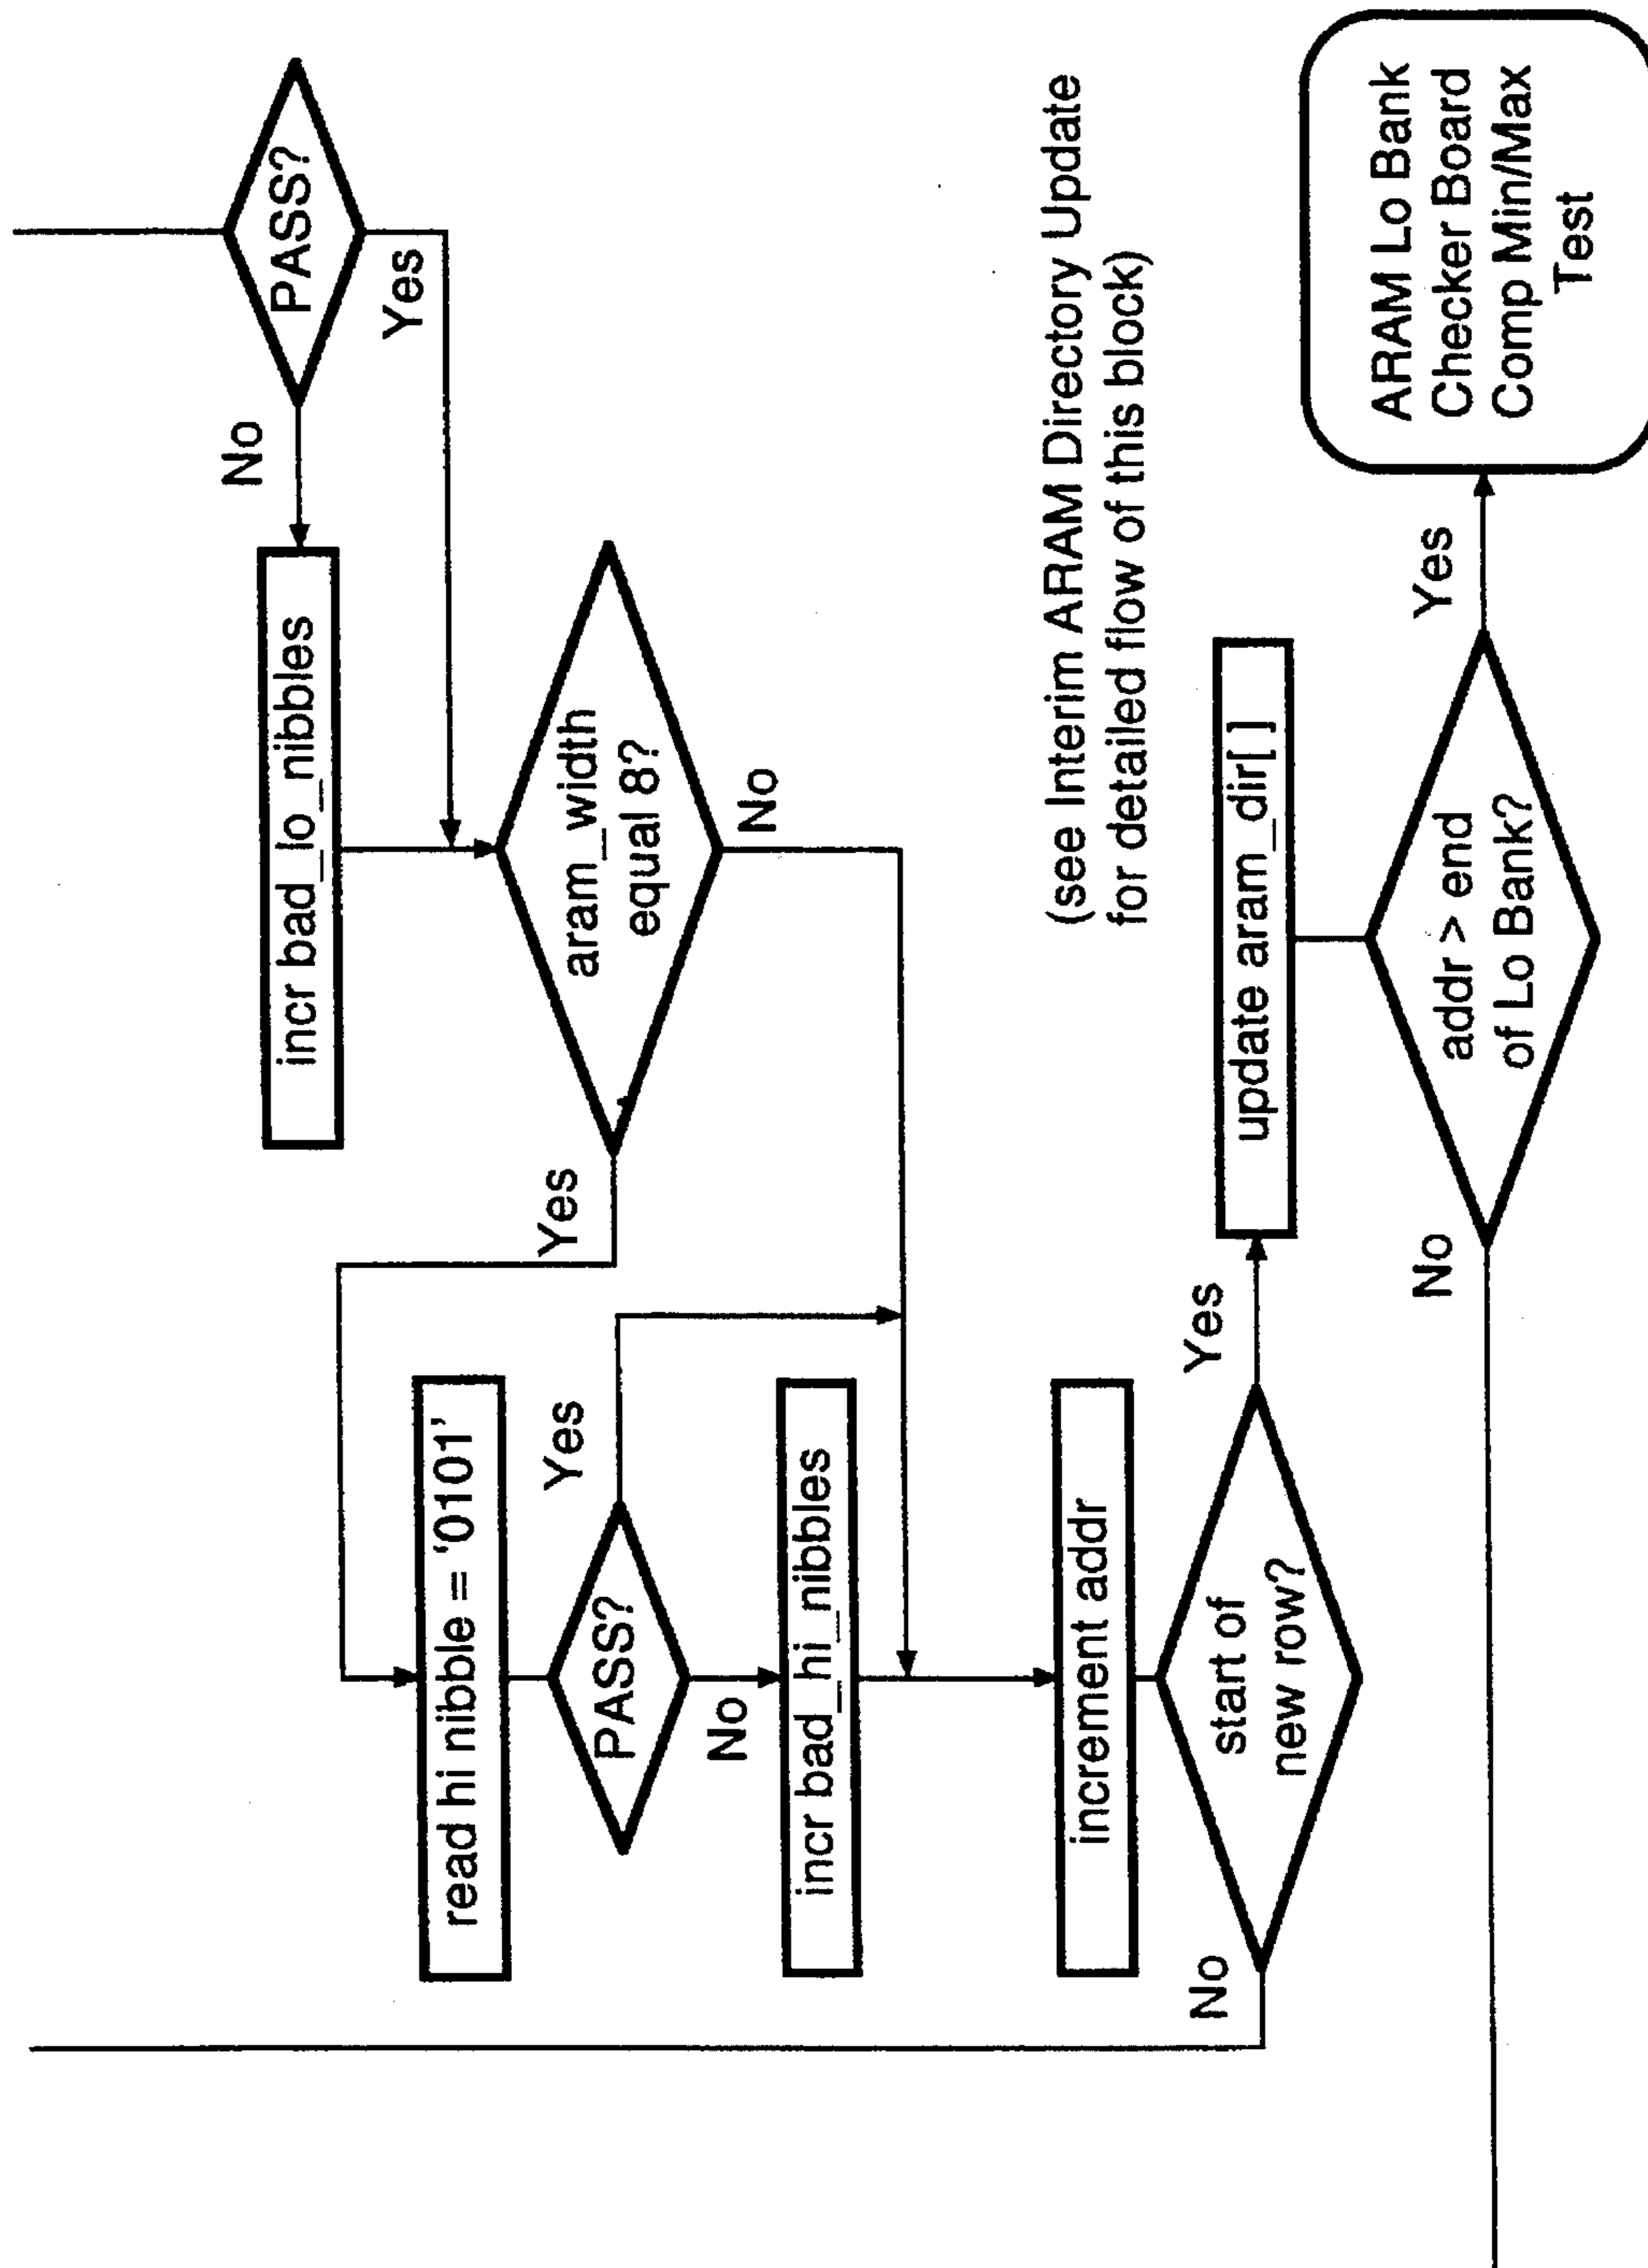 PASS?
No
Yes
incr bad_lo_nibbles
aram_width
equal 8?
Yes
No
read hi nibble = '0101'
PASS?
Yes
No
incr bad_hi_nibbles
increment addr
start of
new row?
No
Yes
(see Interim ARAM Directory Update
for detailed flow of this block)
update aram_dir[ ]
addr > end
of Lo Bank?
No
Yes
ARAM Lo Bank
Checker Board
Comp Min/Max
Test